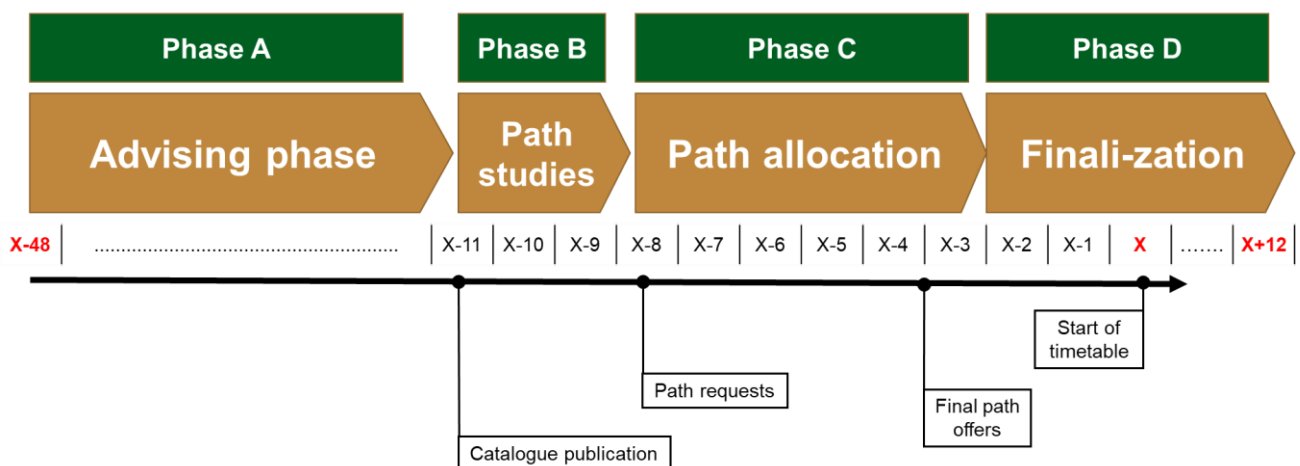 Phase A
Phase B
Phase C
Phase D
Advising phase
Path
studies
Path allocation
Finali-zation
X-48 | ........................................................ | X-11 | X-10 | X-9 | X-8 | X-7 | X-6 | X-5 | X-4 | X-3 | X-2 | X-1 | X | ....... | X+12 |
Start of
timetable
Path requests
Final path
offers
Catalogue publication